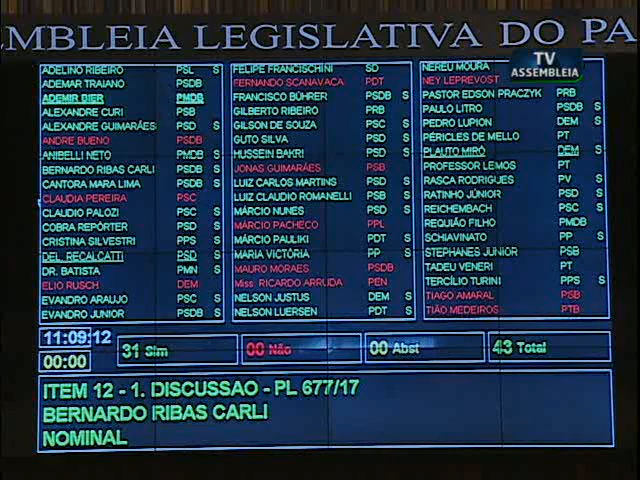 MBLEIA LEGISLATIVA DO PA
TV
ASSEMBLEIA
ADELINO RIBEIRO PSL S
ADEMAR TRAIANO PSDB
ADEMIR BIER PMDB
ALEXANDRE CURI PSB
ALEXANDRE GUIMARÃES PSD S
ANDRE BUENO PSDB
ANIBELLI NETO PMDB S
BERNARDO RIBAS CARLI PSDB S
CANTORA MARA LIMA PSDB S
CLAUDIA PEREIRA PSC
CLAUDIO PALOZI PSC S
COBRA REPÓRTER PSD S
CRISTINA SILVESTRI PPS S
DEL. RECALCATTI PSD S
DR. BATISTA PMN S
ELIO RUSCH DEM
EVANDRO ARAUJO PSC S
EVANDRO JUNIOR PSDB S
FELIPE FRANCISCHINI SD
FERNANDO SCANAVACA PDT
FRANCISCO BÜHRER PSDB S
GILBERTO RIBEIRO PRB
GILSON DE SOUZA PSC S
GUTO SILVA PSD S
HUSSEIN BAKRI PSD S
JONAS GUIMARÃES PSB
LUIZ CARLOS MARTINS PSD S
LUIZ CLAUDIO ROMANELLI PSB S
MÁRCIO NUNES PSD S
MÁRCIO PACHECO PPL
MÁRCIO PAULIKI PDT S
MARIA VICTÓRIA PP S
MAURO MORAES PSDB
Miss. RICARDO ARRUDA PEN
NELSON JUSTUS DEM S
NELSON LUERSEN PDT S
NEREU MOURA
NEY LEPREVOST
PASTOR EDSON PRACZYK PRB
PAULO LITRO PSDB S
PEDRO LUPION DEM S
PÉRICLES DE MELLO PT
PLAUTO MIRÓ DEM S
PROFESSOR LEMOS PT
RASCA RODRIGUES PV S
RATINHO JÚNIOR PSD S
REICHEMBACH PSC S
REQUIÃO FILHO PMDB
SCHIAVINATO PP S
STEPHANES JUNIOR PSB
TADEU VENERI PT
TERCÍLIO TURINI PPS S
TIAGO AMARAL PSB
TIÃO MEDEIROS PTB
11:09:12
00:00
31 Sim 00 Não 00 Abst 43 Total
ITEM 12 - 1. DISCUSSAO - PL 677/17
BERNARDO RIBAS CARLI
NOMINAL